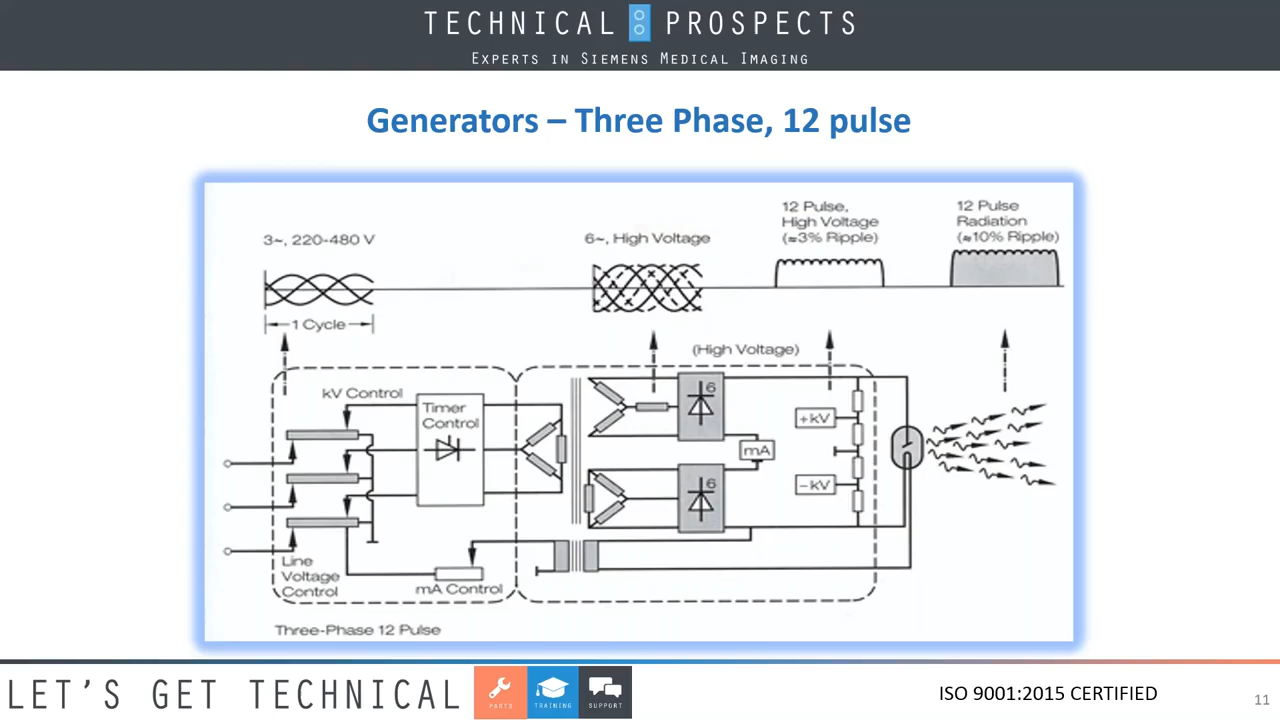 TECHNICAL PROSPECTS
EXPERTS IN SIEMENS MEDICAL IMAGING
Generators – Three Phase, 12 pulse
3~, 220-480 V
6~, High Voltage
12 Pulse,
High Voltage
(≈3% Ripple)
12 Pulse
Radiation
(≈10% Ripple)
1 Cycle
(High Voltage)
kV Control
Timer
Control
6
+kV
mA
6
−kV
Line
Voltage
Control
mA Control
Three-Phase 12 Pulse
LET'S GET TECHNICAL
PARTS
TRAINING
SUPPORT
ISO 9001:2015 CERTIFIED
11